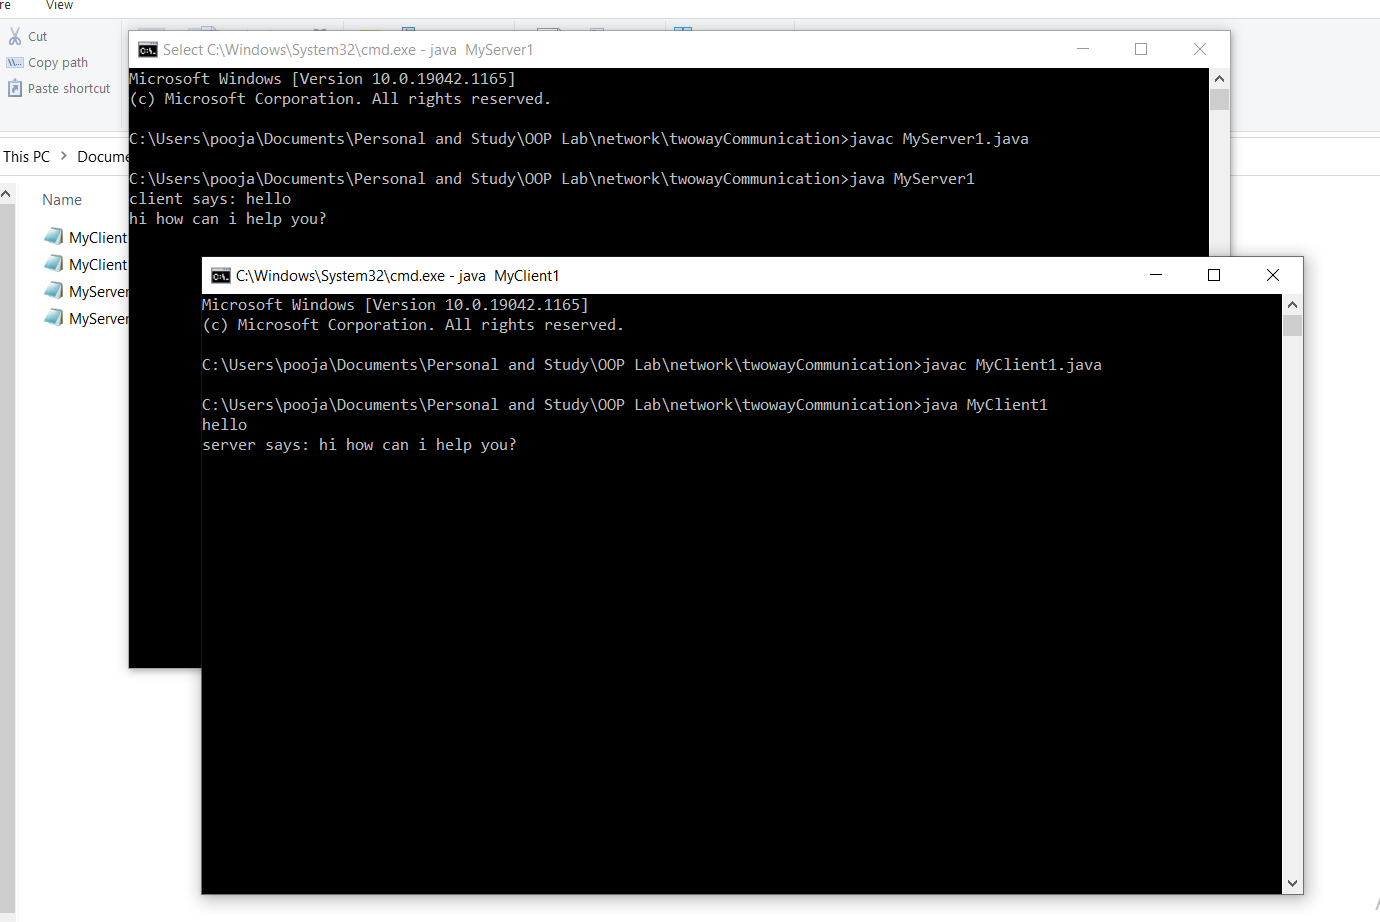 View
Cut
Copy path
Paste shortcut
This PC > Docume
Name
MyClient
MyClient
MyServer
MyServer
Select C:\Windows\System32\cmd.exe - java  MyServer1
Microsoft Windows [Version 10.0.19042.1165]
(c) Microsoft Corporation. All rights reserved.
C:\Users\pooja\Documents\Personal and Study\OOP Lab\network\twowayCommunication>javac MyServer1.java
C:\Users\pooja\Documents\Personal and Study\OOP Lab\network\twowayCommunication>java MyServer1
client says: hello
hi how can i help you?
C:\Windows\System32\cmd.exe - java  MyClient1
Microsoft Windows [Version 10.0.19042.1165]
(c) Microsoft Corporation. All rights reserved.
C:\Users\pooja\Documents\Personal and Study\OOP Lab\network\twowayCommunication>javac MyClient1.java
C:\Users\pooja\Documents\Personal and Study\OOP Lab\network\twowayCommunication>java MyClient1
hello
server says: hi how can i help you?